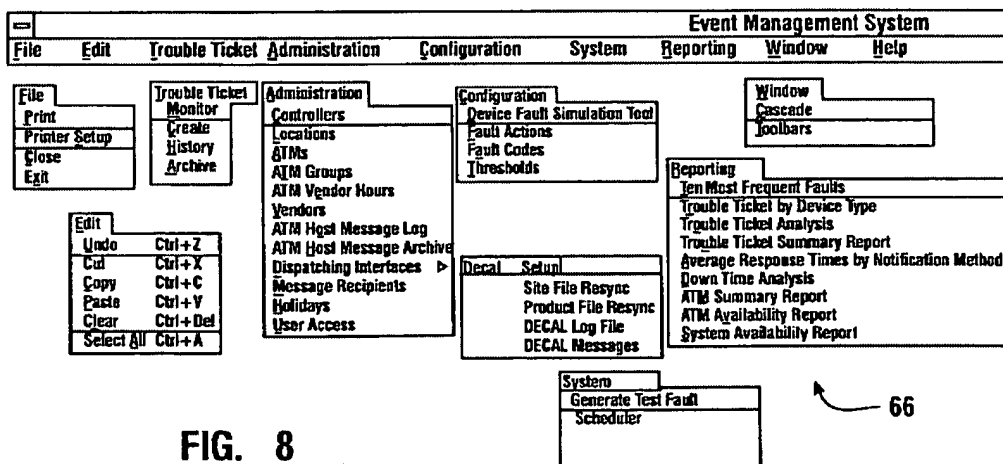 Event Management System
File Edit Trouble Ticket Administration Configuration System Reporting Window Help
File
Print
Printer Setup
Close
Exit
Trouble Ticket
Monitor
Create
History
Archive
Administration
Controllers
Locations
ATMs
ATM Groups
ATM Vendor Hours
Vendors
ATM Host Message Log
ATM Host Message Archive
Dispatching Interfaces ▷
Message Recipients
Holidays
User Access
Configuration
Device Fault Simulation Tool
Fault Actions
Fault Codes
Thresholds
Window
Cascade
Toolbars
Reporting
Ten Most Frequent Faults
Trouble Ticket by Device Type
Trouble Ticket Analysis
Trouble Ticket Summary Report
Average Response Times by Notification Method
Down Time Analysis
ATM Summary Report
ATM Availability Report
System Availability Report
Edit
Undo Ctrl+Z
Cut Ctrl+X
Copy Ctrl+C
Paste Ctrl+V
Clear Ctrl+Del
Select All Ctrl+A
Decal Setup
Site File Resync
Product File Resync
DECAL Log File
DECAL Messages
System
Generate Test Fault
Scheduler
66
FIG. 8